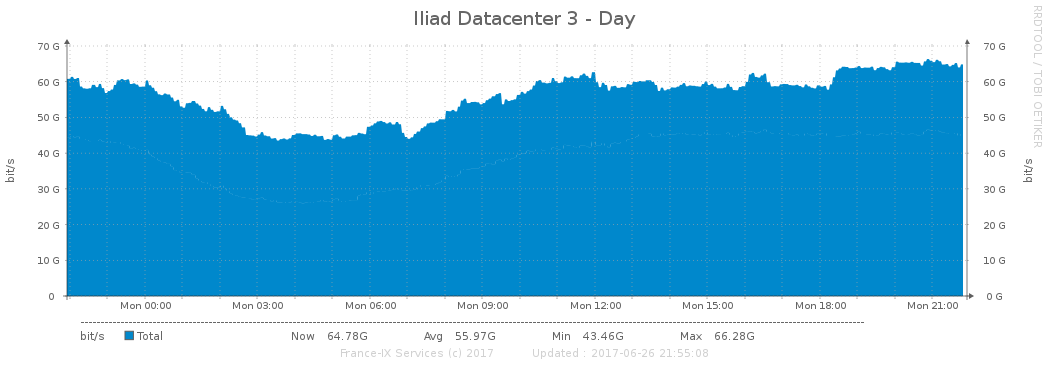 Iliad Datacenter 3 - Day
RRDTOOL / TOBI OETIKER
bit/s
70 G
60 G
50 G
40 G
30 G
20 G
10 G
0
70 G
60 G
50 G
40 G
30 G
20 G
10 G
0 G
bit/s
Mon 00:00 Mon 03:00 Mon 06:00 Mon 09:00 Mon 12:00 Mon 15:00 Mon 18:00 Mon 21:00
bit/s Total Now 64.78G Avg 55.97G Min 43.46G Max 66.28G
France-IX Services (c) 2017 Updated : 2017-06-26 21:55:08